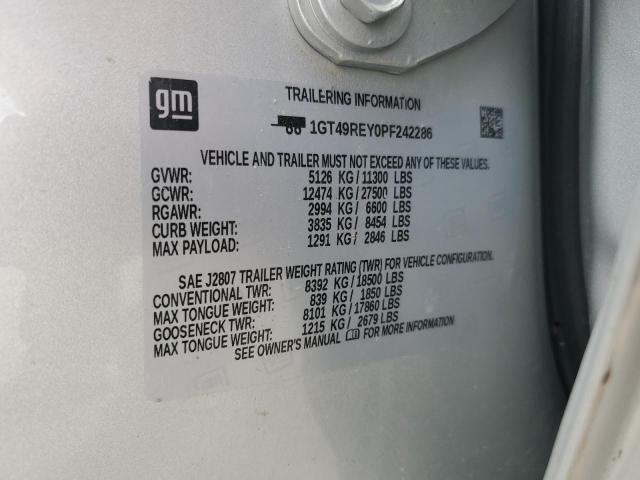 gm
TRAILERING INFORMATION
1GT49REY0PF242286
VEHICLE AND TRAILER MUST NOT EXCEED ANY OF THESE VALUES.
GVWR: 5126 KG/11300 LBS
GCWR: 12474 KG/27500 LBS
RGAWR: 2994 KG/ 6600 LBS
CURB WEIGHT: 3835 KG/ 8454 LBS
MAX PAYLOAD: 1291 KG/ 2846 LBS
SAE J2807 TRAILER WEIGHT RATING (TWR) FOR VEHICLE CONFIGURATION.
CONVENTIONAL TWR: 8392 KG/18500 LBS
MAX TONGUE WEIGHT: 839 KG/ 1850 LBS
GOOSENECK TWR: 8101 KG/17860 LBS
MAX TONGUE WEIGHT: 1215 KG/ 2679 LBS
SEE OWNER'S MANUAL FOR MORE INFORMATION